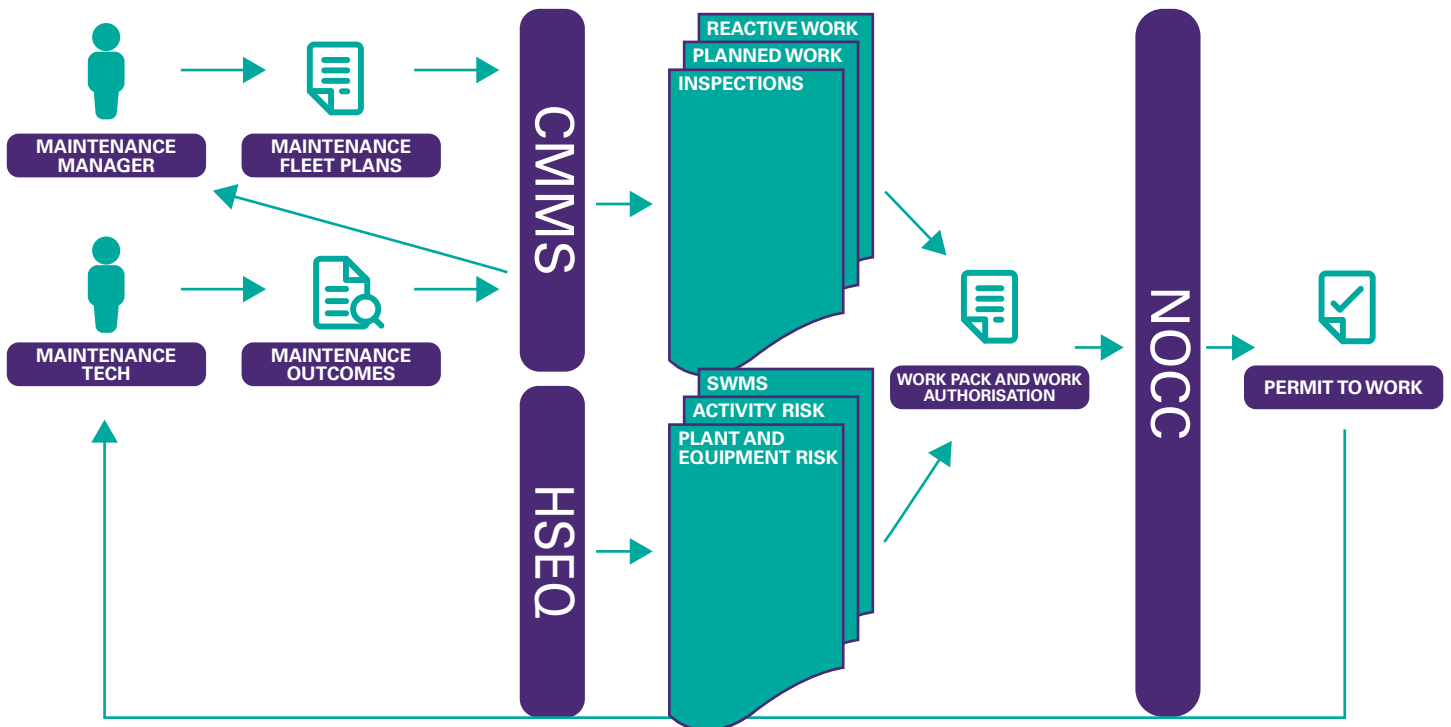 MAINTENANCE
MANAGER
MAINTENANCE
FLEET PLANS
MAINTENANCE
TECH
MAINTENANCE
OUTCOMES
CMMS
HSEQ
REACTIVE WORK
PLANNED WORK
INSPECTIONS
SWMS
ACTIVITY RISK
PLANT AND
EQUIPMENT RISK
WORK PACK AND WORK
AUTHORISATION
NOCC
PERMIT TO WORK